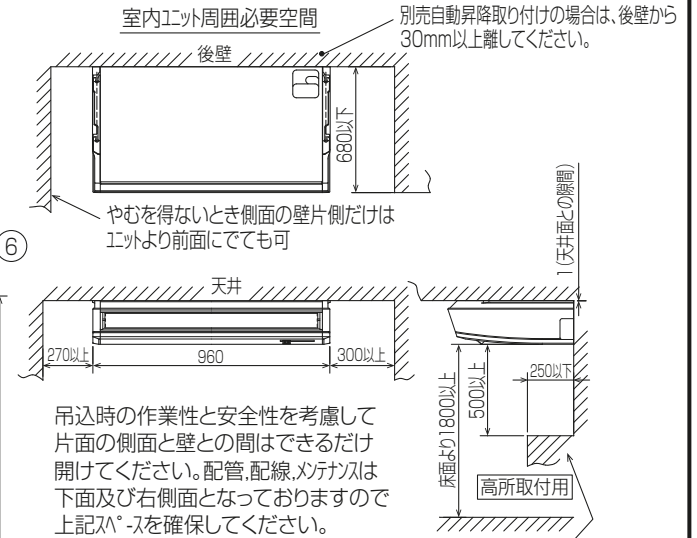 室内ユニット周囲必要空間
別売自動昇降取り付けの場合は、後壁から
30mm以上離してください。
後壁
680以下
やむを得ないとき側面の壁片側だけは
ユニットより前面にでても可
1(天井面との隙間)
⑥
天井
270以上
960
300以上
床面より1800以上
500以上
250以下
高所取付用
吊込時の作業性と安全性を考慮して
片面の側面と壁との間はできるだけ
開けてください。配管,配線,メンテナンスは
下面及び右側面となっておりますので
上記スペースを確保してください。